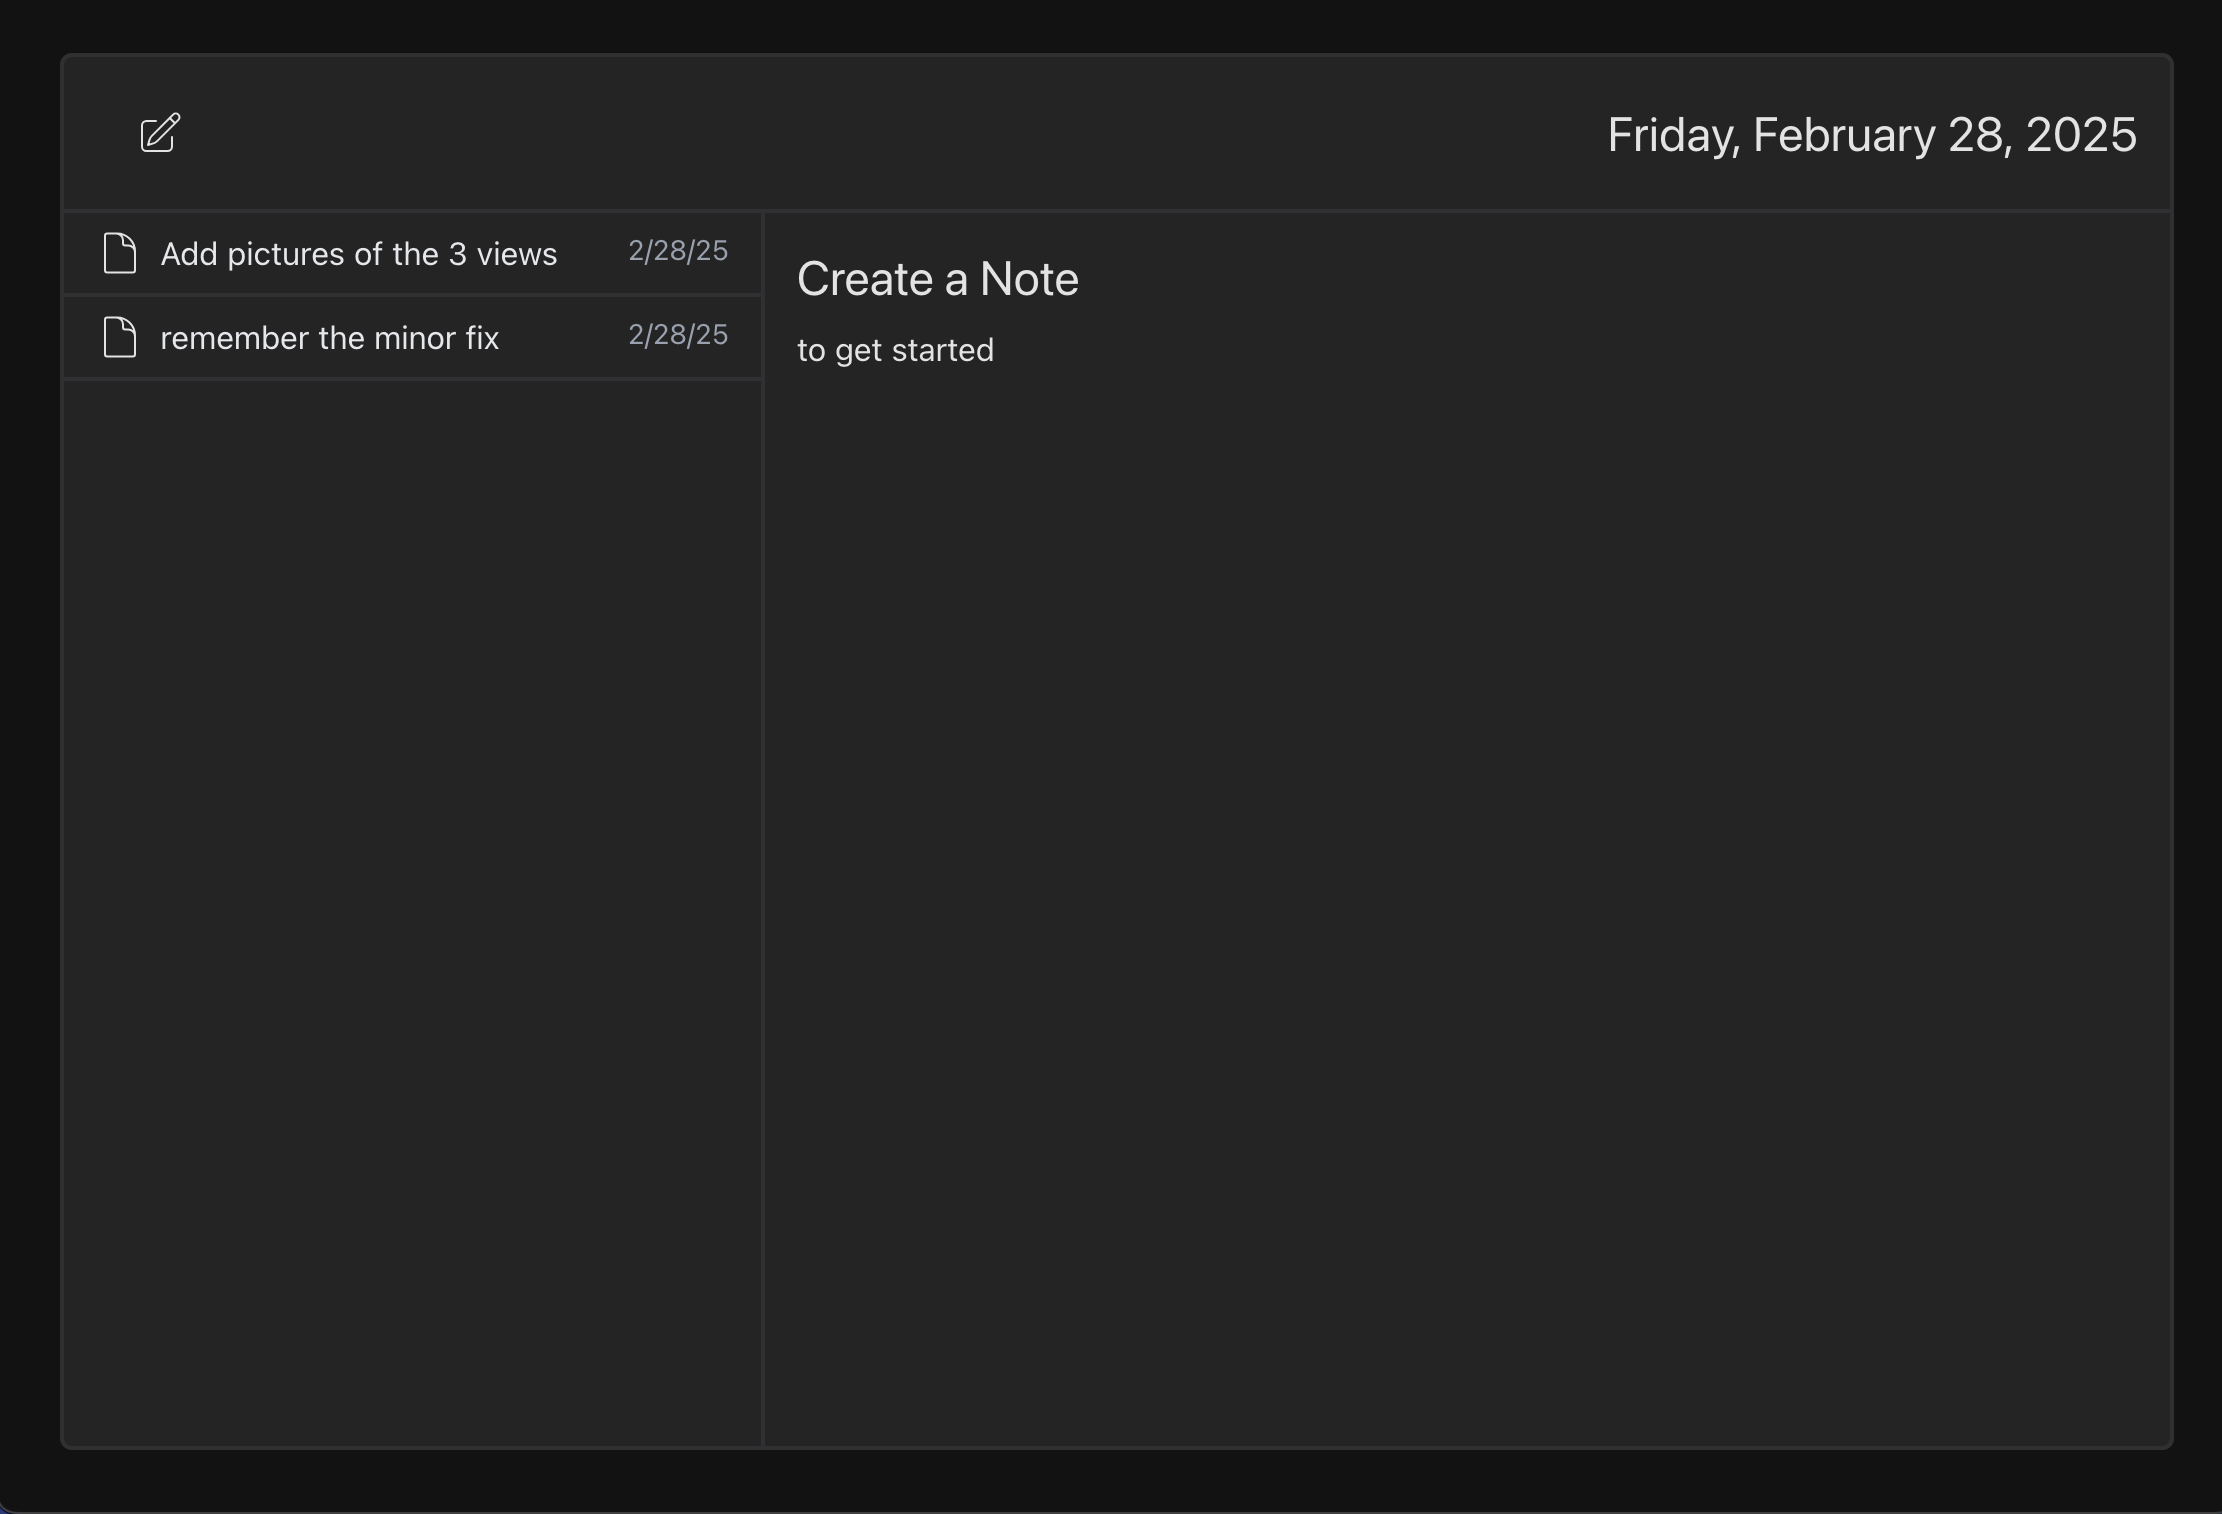 Friday, February 28, 2025
Add pictures of the 3 views 2/28/25
remember the minor fix 2/28/25
Create a Note
to get started